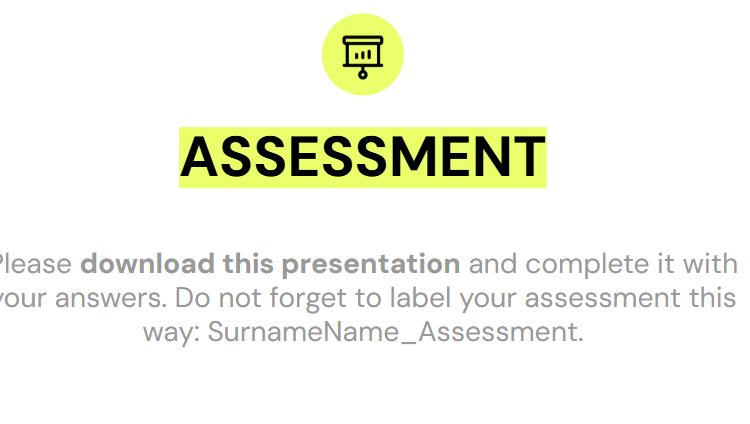 ASSESSMENT
Please download this presentation and complete it with
your answers. Do not forget to label your assessment this
way: SurnameName_Assessment.